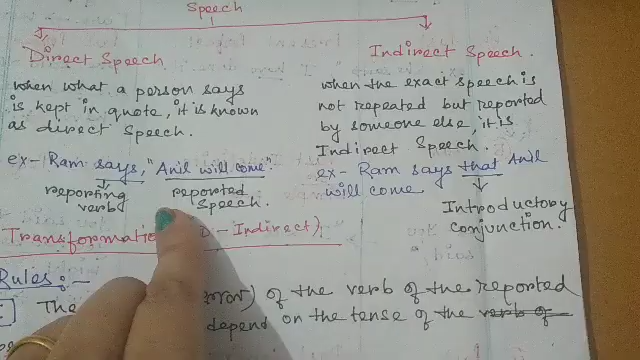 Speech
Direct Speech
when what a person says
is kept in quote, it is known
as direct speech.
ex- Ram says, "Anil will come".
reporting
verb
reported
speech.
Indirect Speech.
when the exact speech is
not repeated but reported
by someone else, it is
Indirect Speech.
ex- Ram says that Anil
will come
Introductory
conjunction.
Transformatio D - Indirect)
Rules:-
The of the verb of the reported
depend on the tense of the verb of